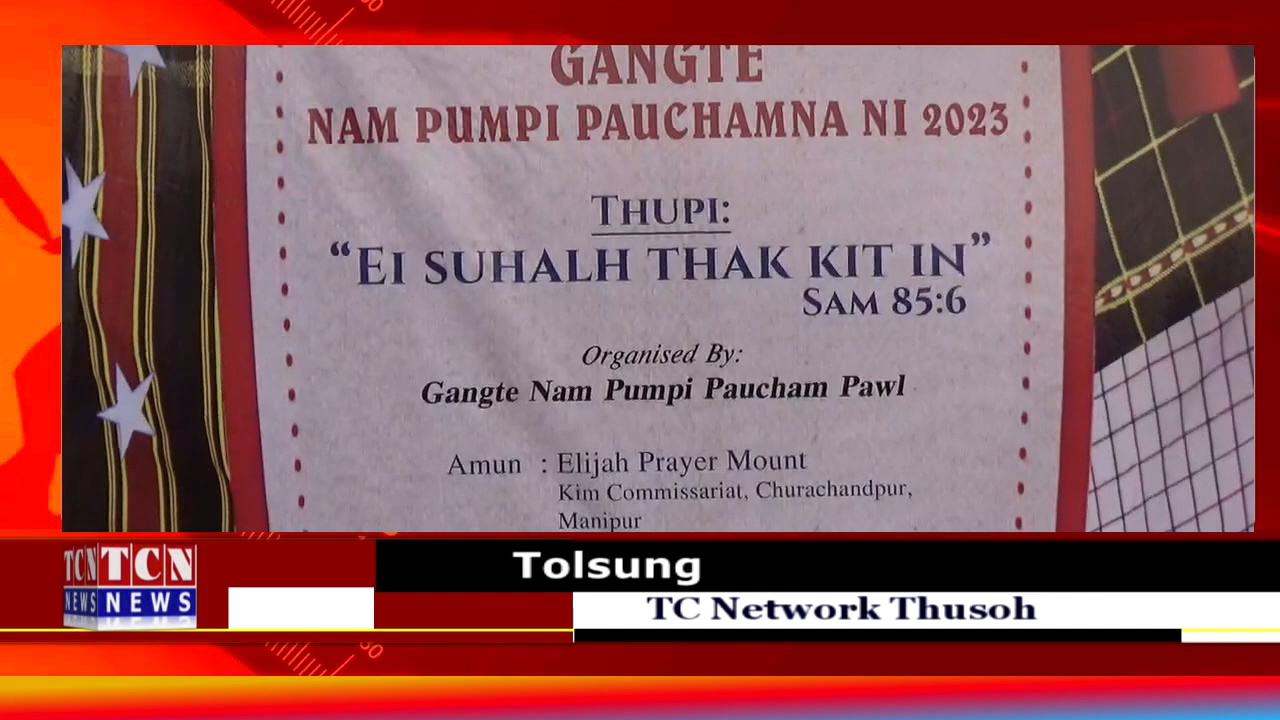 GANGTE
NAM PUMPI PAUCHAMNA NI 2023
THUPI:
"EI SUHALH THAK KIT IN"
SAM 85:6
Organised By:
Gangte Nam Pumpi Paucham Pawl
Amun : Elijah Prayer Mount
Kim Commissariat, Churachandpur,
Manipur
TCN TCN
NEWS NEWS
Tolsung
TC Network Thusoh
80
80